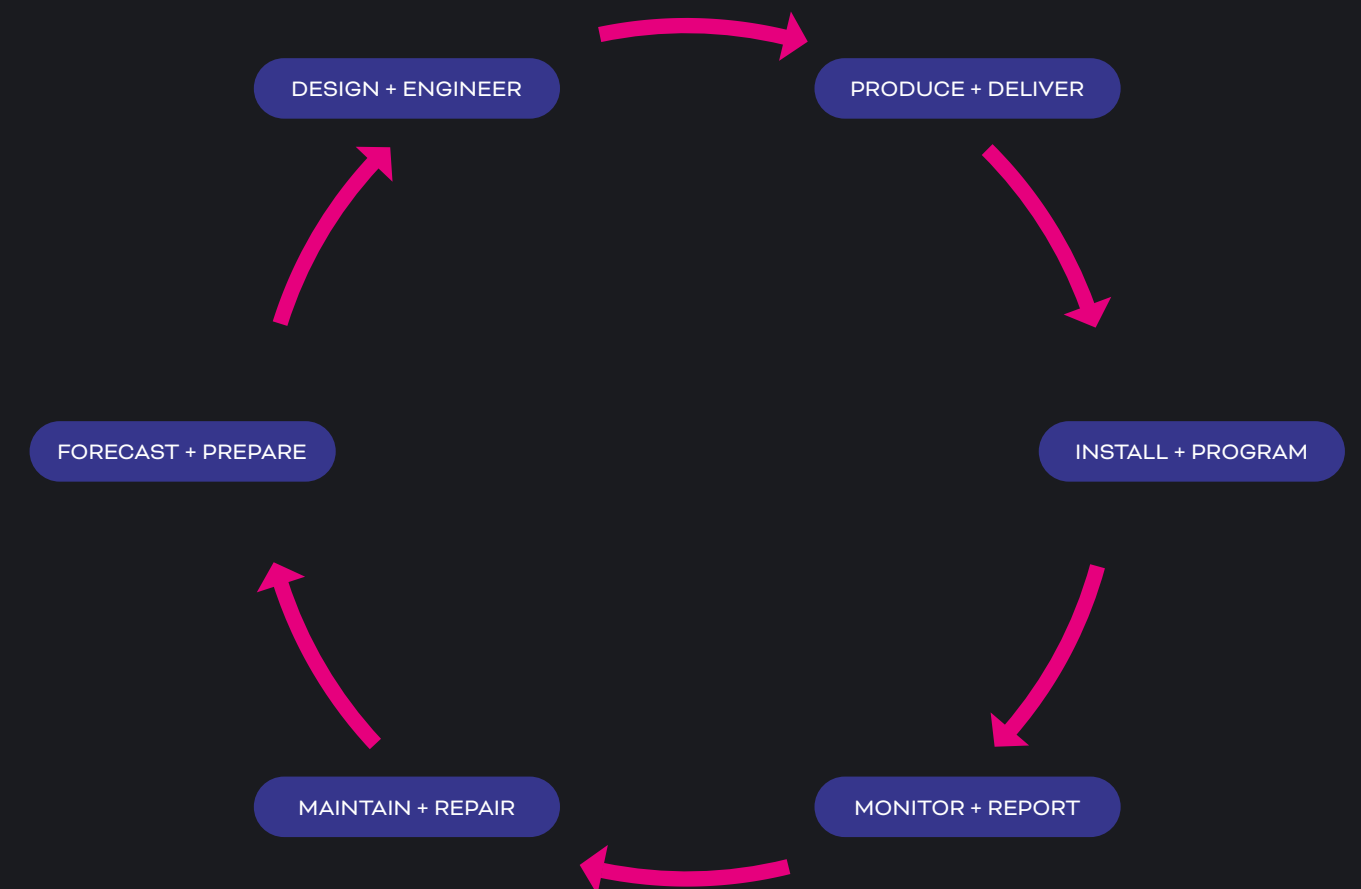 DESIGN + ENGINEER
PRODUCE + DELIVER
FORECAST + PREPARE
INSTALL + PROGRAM
MAINTAIN + REPAIR
MONITOR + REPORT